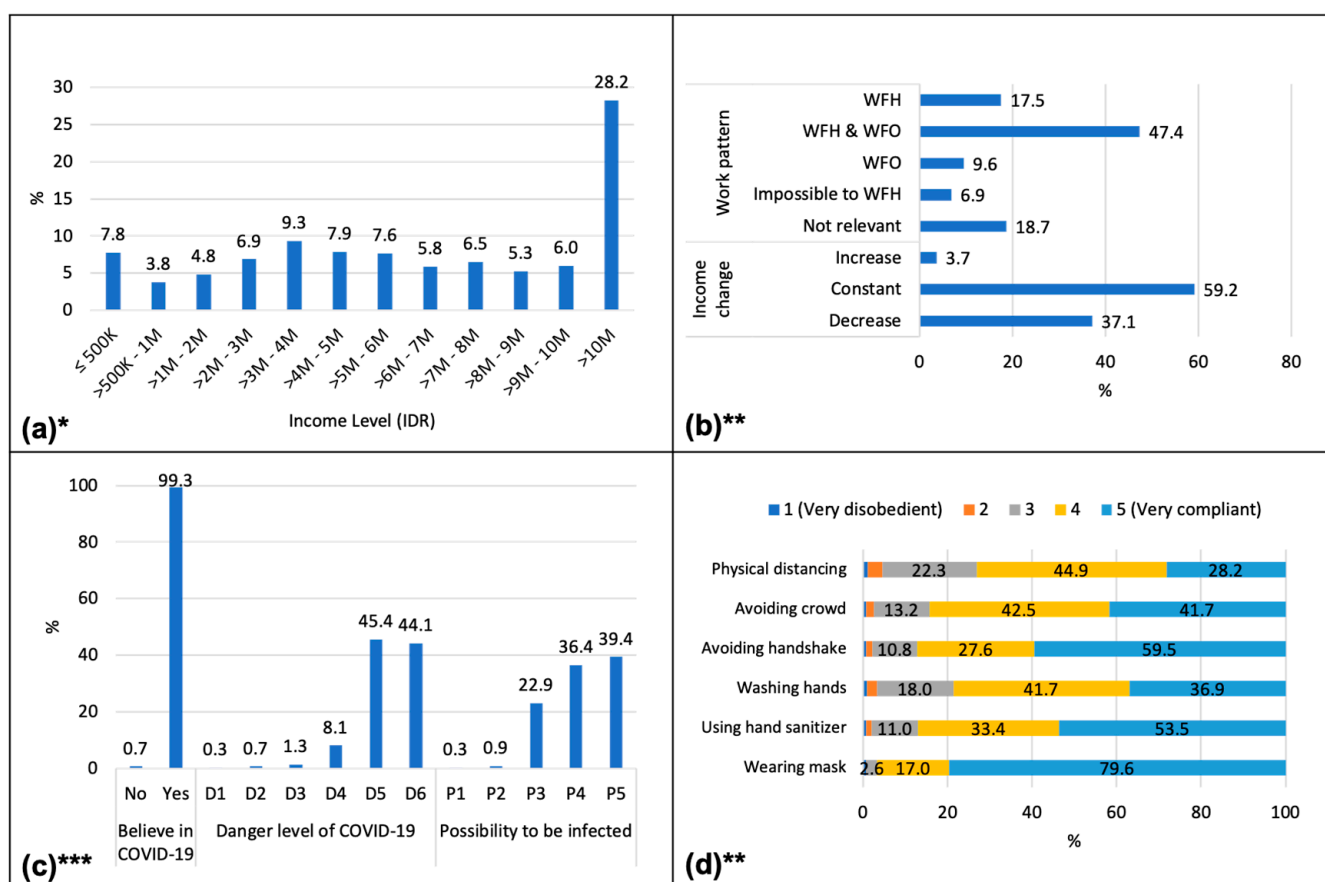 30
25
20
15
10
5
0
%
7.8
3.8
4.8
6.9
9.3
7.9
7.6
5.8
6.5
5.3
6.0
28.2
≤ 500K
>500K - 1M
>1M - 2M
>2M - 3M
>3M - 4M
>4M - 5M
>5M - 6M
>6M - 7M
>7M - 8M
>8M - 9M
>9M - 10M
>10M
Income Level (IDR)
(a)*
Work pattern
WFH 17.5
WFH & WFO 47.4
WFO 9.6
Impossible to WFH 6.9
Not relevant 18.7
Income change
Increase 3.7
Constant 59.2
Decrease 37.1
0 20 40 60 80
%
(b)**
100
80
60
40
20
0
%
0.7 99.3 0.3 0.7 1.3 8.1 45.4 44.1 0.3 0.9 22.9 36.4 39.4
No Yes D1 D2 D3 D4 D5 D6 P1 P2 P3 P4 P5
Believe in COVID-19
Danger level of COVID-19
Possibility to be infected
(c)***
1 (Very disobedient) 2 3 4 5 (Very compliant)
Physical distancing 22.3 44.9 28.2
Avoiding crowd 13.2 42.5 41.7
Avoiding handshake 10.8 27.6 59.5
Washing hands 18.0 41.7 36.9
Using hand sanitizer 11.0 33.4 53.5
Wearing mask 2.6 17.0 79.6
0 20 40 60 80 100
%
(d)**